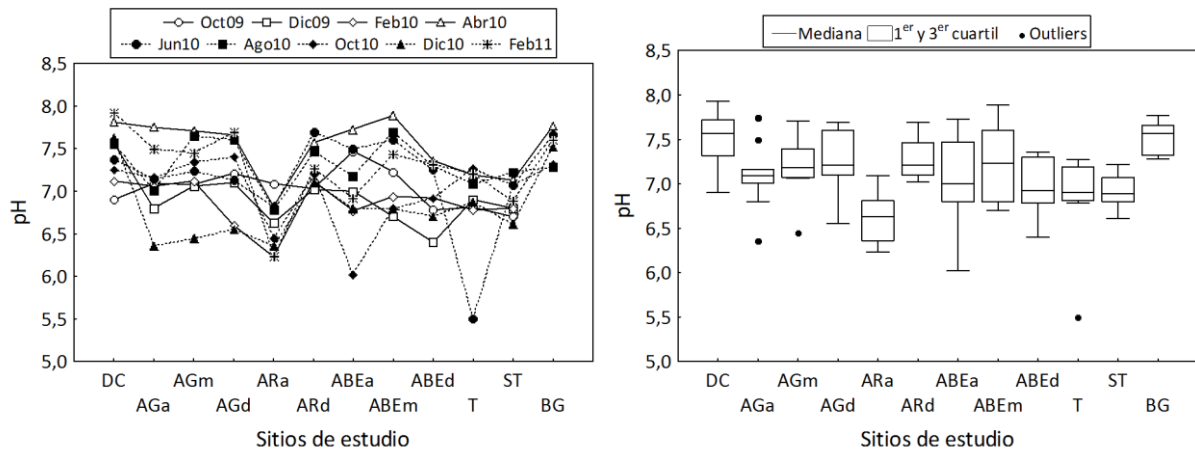 Oct09 Dic09 Feb10 Abr10
Jun10 Ago10 Oct10 Dic10 Feb11
8,5
8,0
7,5
7,0
6,5
6,0
5,5
5,0
pH
DC AGm ARa ABEa ABEd ST
AGa AGd ARd ABEm T BG
Sitios de estudio
Mediana 1er y 3er cuartil Outliers
8,5
8,0
7,5
7,0
6,5
6,0
5,5
5,0
pH
DC AGm ARa ABEa ABEd ST
AGa AGd ARd ABEm T BG
Sitios de estudio